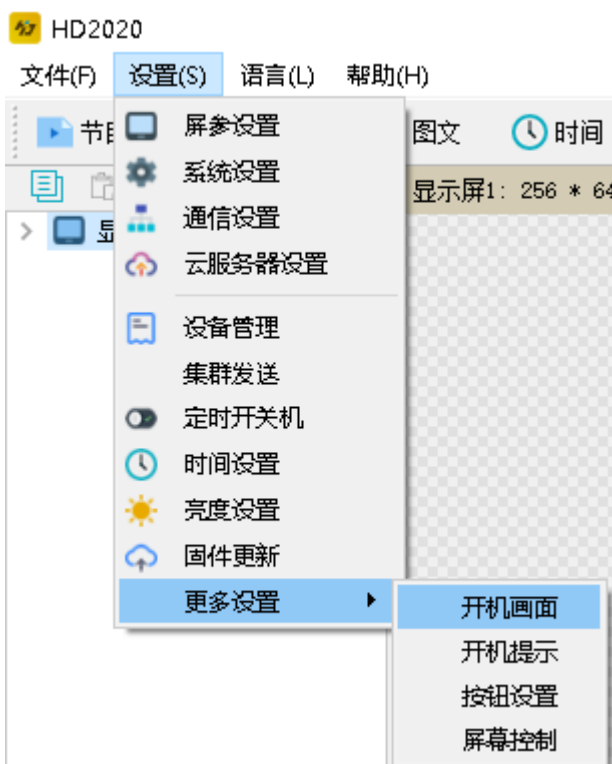 HD2020
文件(F) 设置(S) 语言(L) 帮助(H)
节 图文 时间
显示屏1: 256 * 64
屏参设置
系统设置
通信设置
云服务器设置
设备管理
集群发送
定时开关机
时间设置
亮度设置
固件更新
更多设置
开机画面
开机提示
按钮设置
屏幕控制